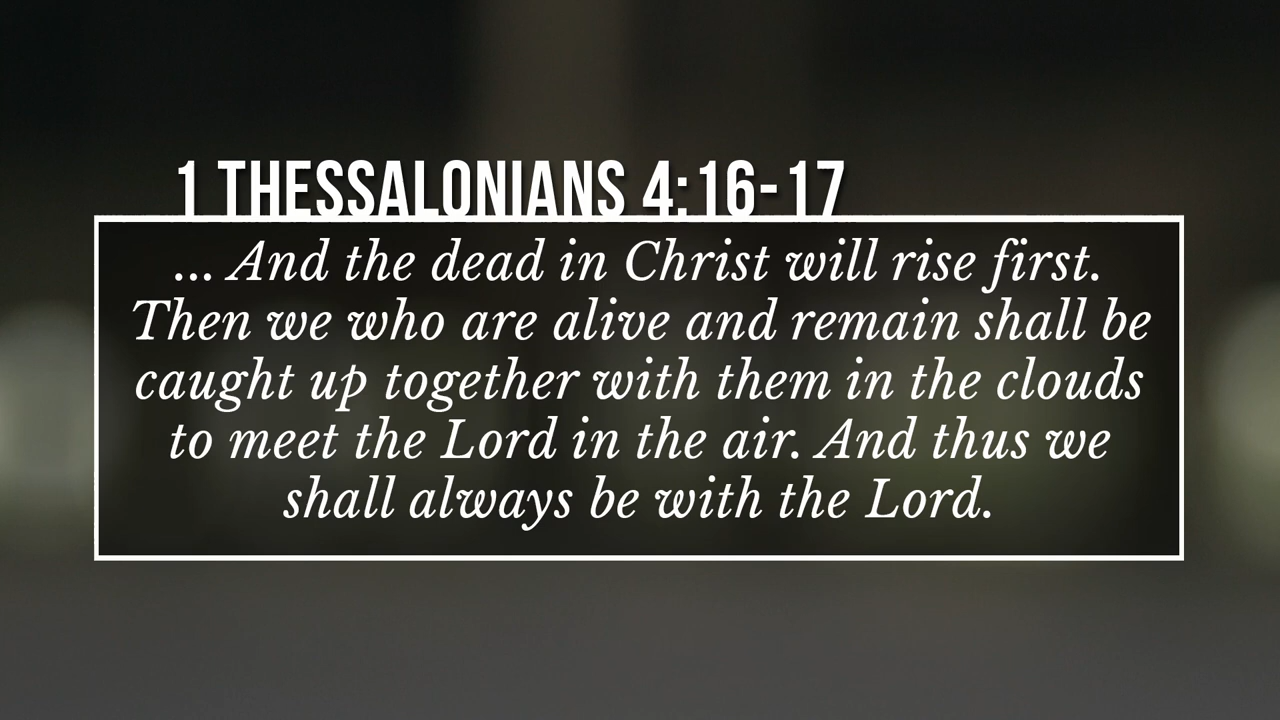 1 THESSALONIANS 4:16-17
... And the dead in Christ will rise first.
Then we who are alive and remain shall be
caught up together with them in the clouds
to meet the Lord in the air. And thus we
shall always be with the Lord.